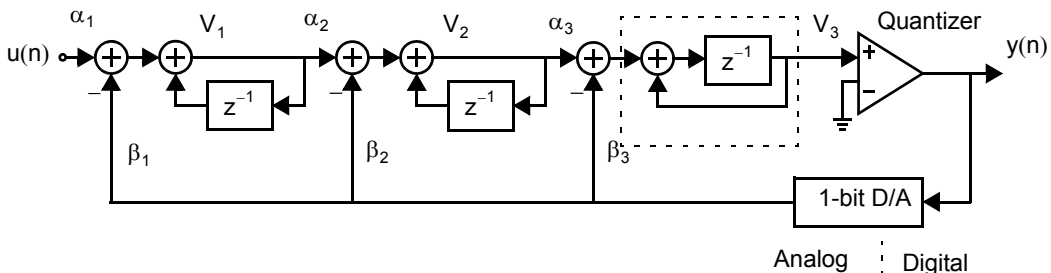 α₁ V₁ α₂ V₂ α₃ V₃ Quantizer
u(n) + + + + + + z⁻¹ + − y(n)
− z⁻¹ − z⁻¹ −
β₁ β₂ β₃
1-bit D/A
Analog Digital